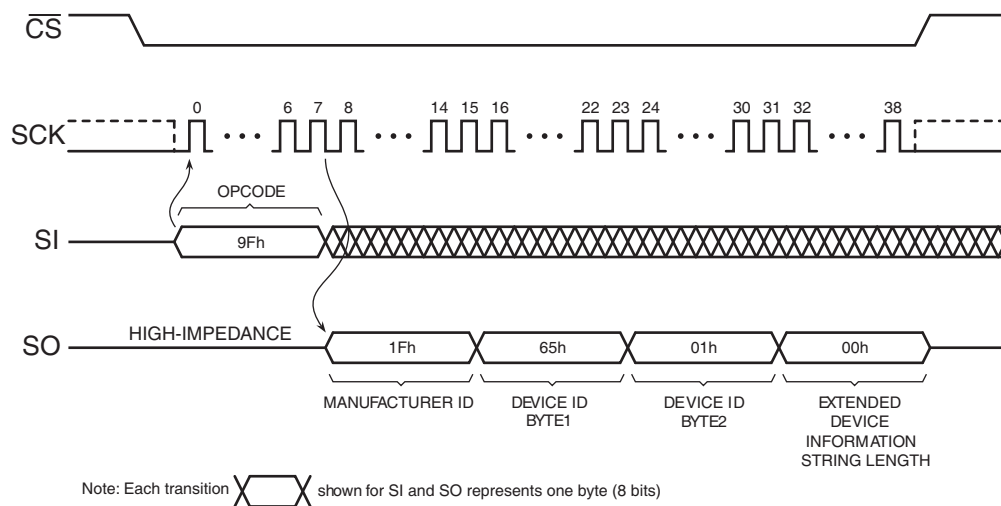 CS
SCK
0 6 7 8 14 15 16 22 23 24 30 31 32 38
OPCODE
SI
9Fh
SO
HIGH-IMPEDANCE
1Fh 65h 01h 00h
MANUFACTURER ID
DEVICE ID
BYTE1
DEVICE ID
BYTE2
EXTENDED
DEVICE
INFORMATION
STRING LENGTH
Note: Each transition shown for SI and SO represents one byte (8 bits)